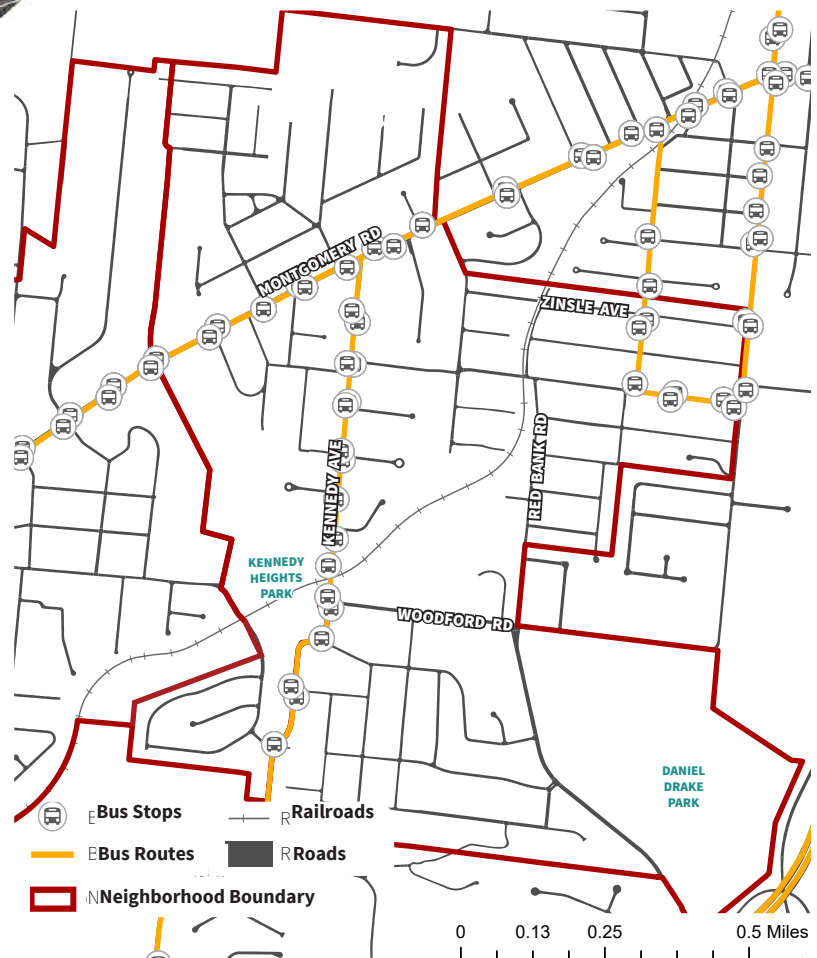 MONTGOMERY RD
ZINSLE AVE
KENNEDY AVE
RED BANK RD
KENNEDY
HEIGHTS
PARK
WOODFORD RD
DANIEL
DRAKE
PARK
E Bus Stops
R Railroads
B Bus Routes
R Roads
N Neighborhood Boundary
0 0.13 0.25 0.5 Miles